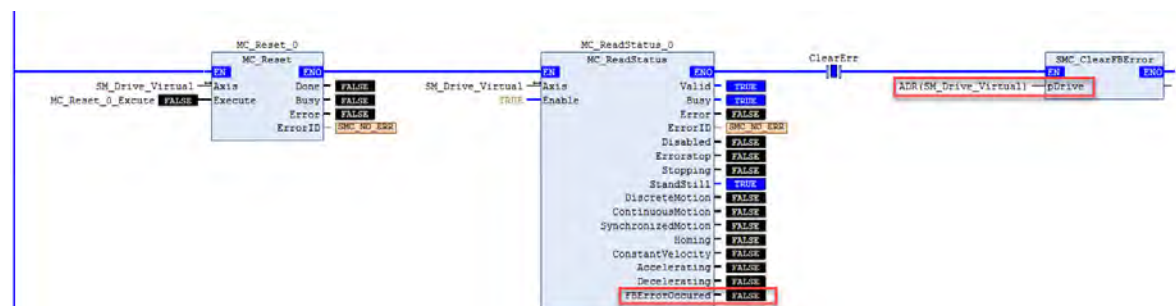 MC_Reset_0
MC_Reset
EN ENO
SM_Drive_Virtual Axis Done FALSE
MC_Reset_0_Excute FALSE Execute Busy FALSE
Error FALSE
ErrorID SMC_NO_ERR
MC_ReadStatus_0
MC_ReadStatus
EN ENO
SM_Drive_Virtual Axis Valid TRUE
TRUE Enable Busy TRUE
Error FALSE
ErrorID SMC_NO_ERR
Disabled FALSE
Errorstop FALSE
Stopping FALSE
StandStill TRUE
DiscreteMotion FALSE
ContinuousMotion FALSE
SynchronizedMotion FALSE
Homing FALSE
ConstantVelocity FALSE
Accelerating FALSE
Decelerating FALSE
FBErrorOccured FALSE
ClearErr
SMC_ClearFBError
EN ENO
ADR(SM_Drive_Virtual) pDrive